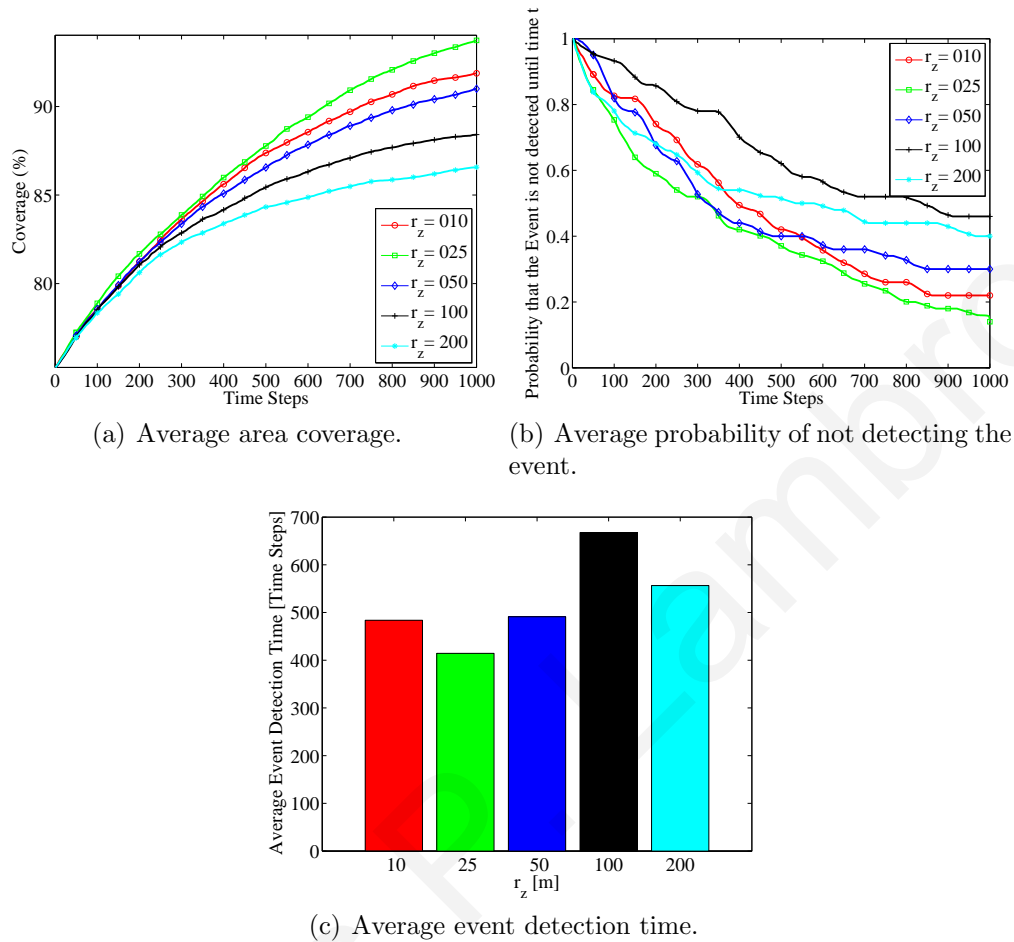 Coverage (%)
90
85
80
0 100 200 300 400 500 600 700 800 900 1000
Time Steps
r_z = 010
r_z = 025
r_z = 050
r_z = 100
r_z = 200
(a) Average area coverage.
Probability that the Event is not detected until time t
1
0.8
0.6
0.4
0.2
0
0 100 200 300 400 500 600 700 800 900 1000
Time Steps
r_z = 010
r_z = 025
r_z = 050
r_z = 100
r_z = 200
(b) Average probability of not detecting the
event.
Average Event Detection Time [Time Steps]
700
600
500
400
300
200
100
0
10 25 50 100 200
r_z [m]
(c) Average event detection time.